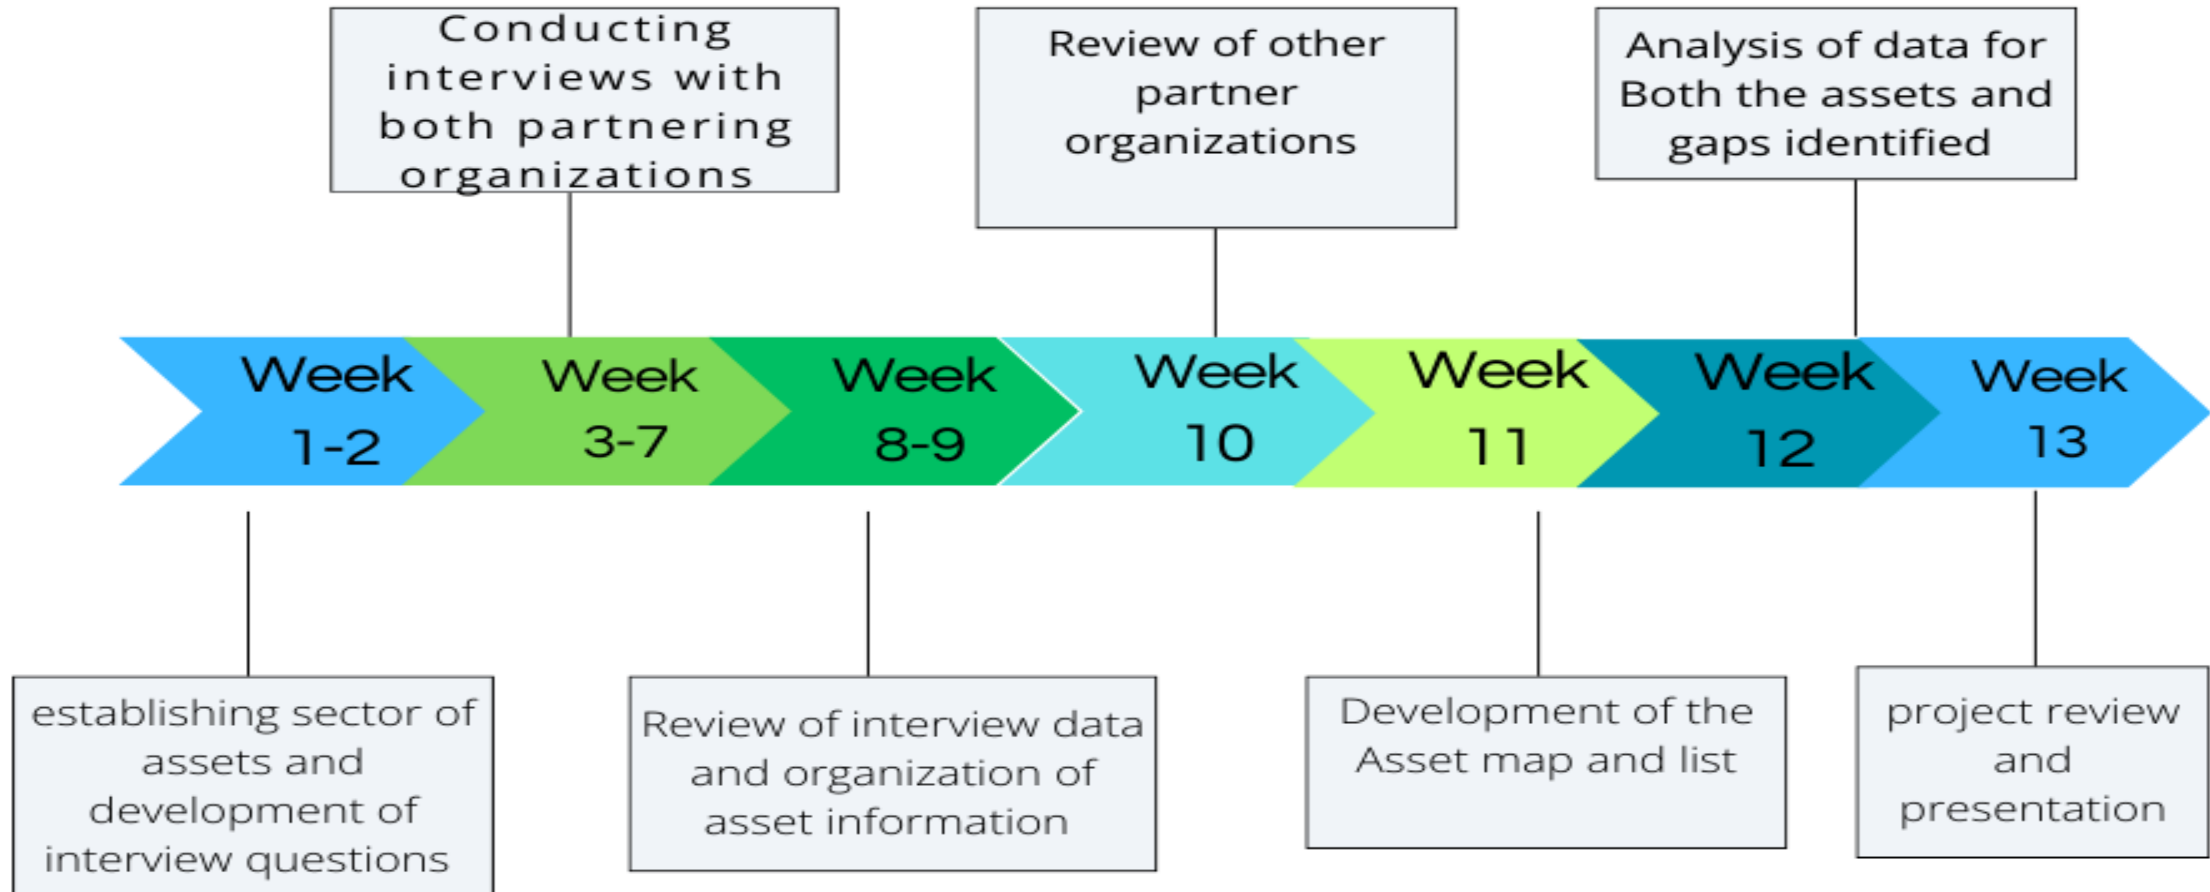 Conducting
interviews with
both partnering
organizations
Review of other
partner
organizations
Analysis of data for
Both the assets and
gaps identified
Week
1-2
Week
3-7
Week
8-9
Week
10
Week
11
Week
12
Week
13
establishing sector of
assets and
development of
interview questions
Review of interview data
and organization of
asset information
Development of the
Asset map and list
project review
and
presentation